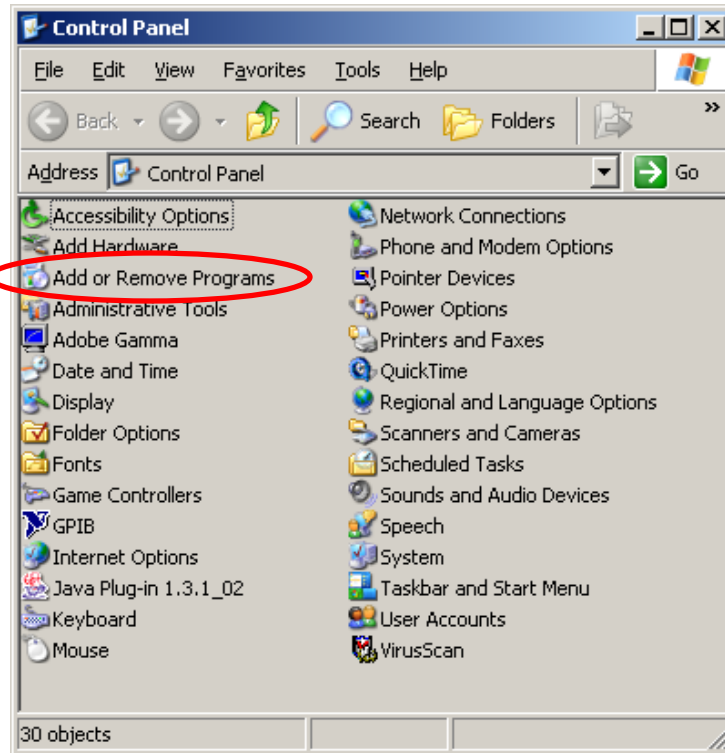 Control Panel
File Edit View Favorites Tools Help
Back Search Folders »
Address Control Panel Go
Accessibility Options
Add Hardware
Add or Remove Programs
Administrative Tools
Adobe Gamma
Date and Time
Display
Folder Options
Fonts
Game Controllers
GPIB
Internet Options
Java Plug-in 1.3.1_02
Keyboard
Mouse
Network Connections
Phone and Modem Options
Pointer Devices
Power Options
Printers and Faxes
QuickTime
Regional and Language Options
Scanners and Cameras
Scheduled Tasks
Sounds and Audio Devices
Speech
System
Taskbar and Start Menu
User Accounts
VirusScan
30 objects